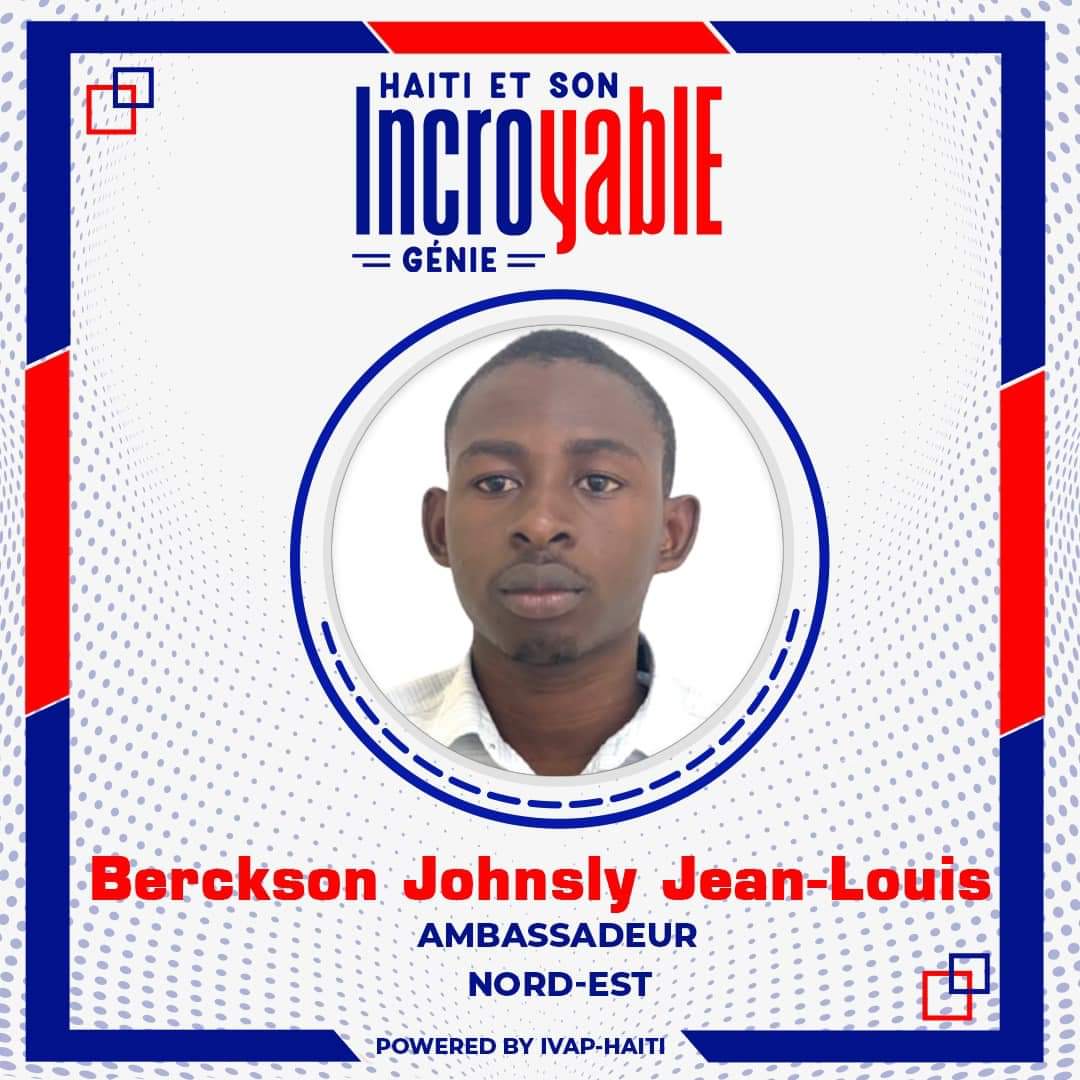 HAITI ET SON
IncroyablE
GÉNIE
Berckson Johnsly Jean-Louis
AMBASSADEUR
NORD-EST
POWERED BY IVAP-HAITI